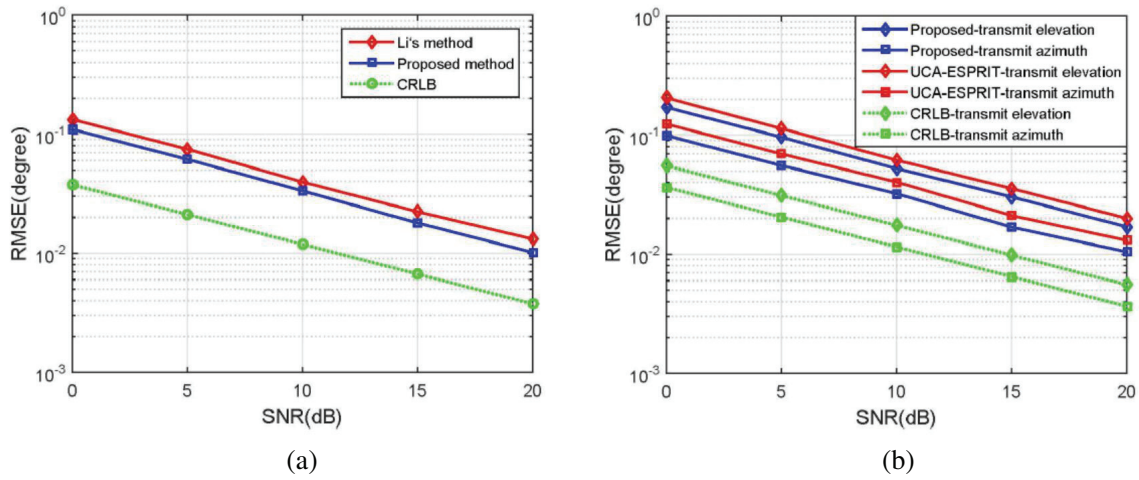 10^0
10^-1
10^-2
10^-3
RMSE(degree)
0 5 10 15 20
SNR(dB)
Li's method
Proposed method
CRLB
(a)
10^0
10^-1
10^-2
10^-3
RMSE(degree)
0 5 10 15 20
SNR(dB)
Proposed-transmit elevation
Proposed-transmit azimuth
UCA-ESPRIT-transmit elevation
UCA-ESPRIT-transmit azimuth
CRLB-transmit elevation
CRLB-transmit azimuth
(b)